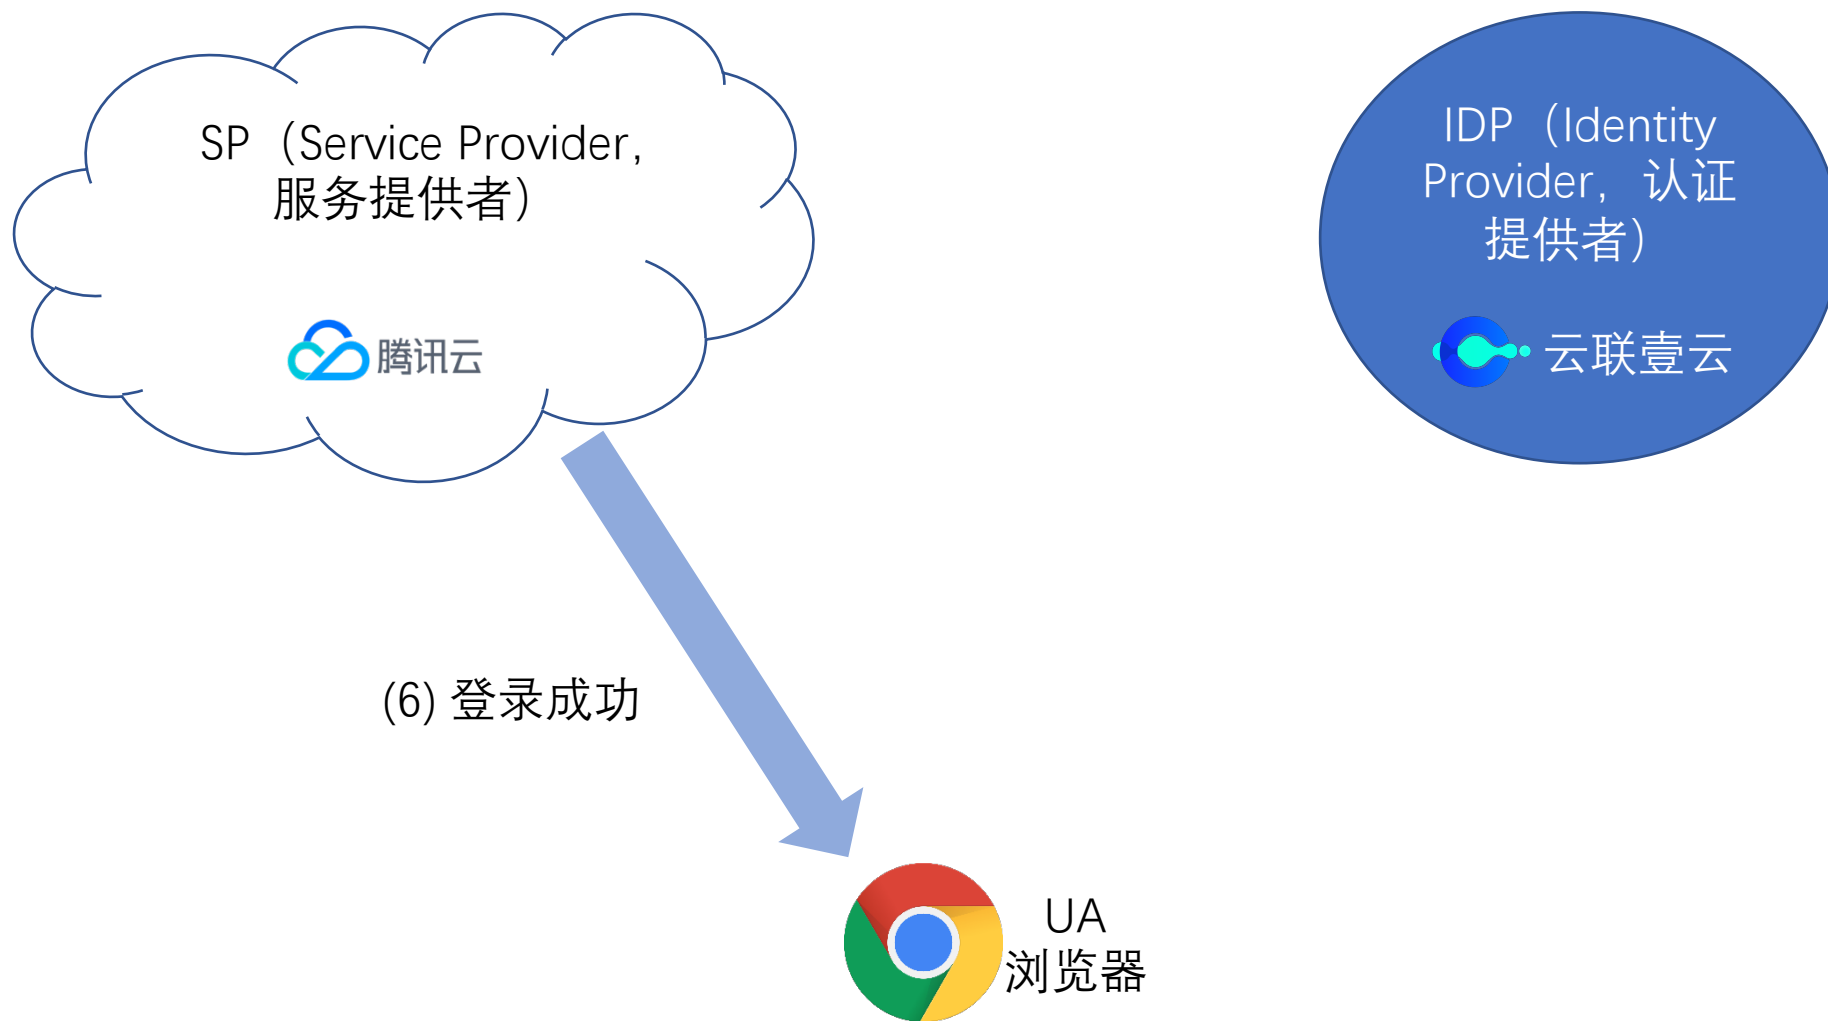 SP（Service Provider，
服务提供者）
腾讯云
IDP（Identity
Provider，认证
提供者）
云联壹云
(6) 登录成功
UA
浏览器